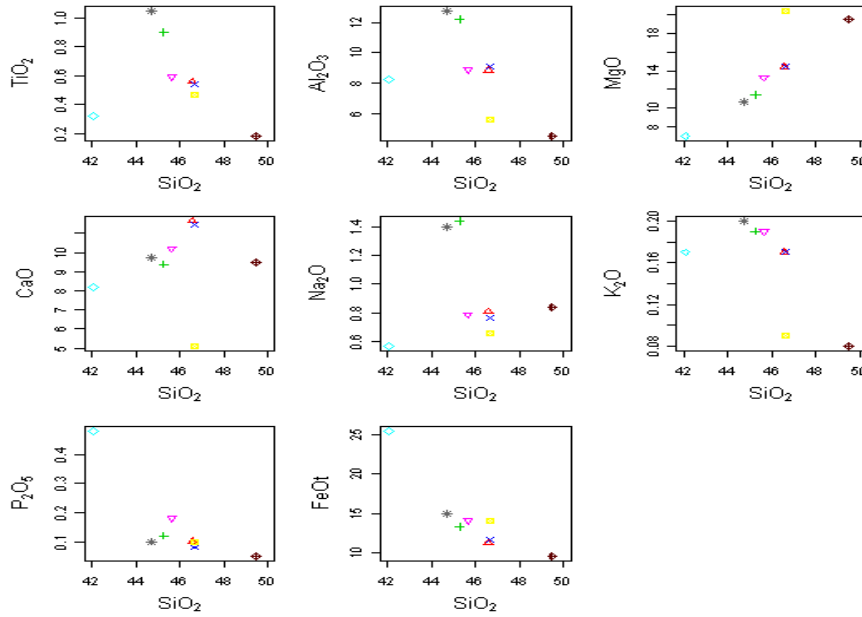 TiO₂
0.2 0.4 0.6 0.8 1.0
42 44 46 48 50
SiO₂
Al₂O₃
6 8 10 12
42 44 46 48 50
SiO₂
MgO
8 10 14 18
42 44 46 48 50
SiO₂
CaO
5 6 7 8 9 10
42 44 46 48 50
SiO₂
Na₂O
0.6 0.8 1.0 1.2 1.4
42 44 46 48 50
SiO₂
K₂O
0.08 0.12 0.16 0.20
42 44 46 48 50
SiO₂
P₂O₅
0.1 0.2 0.3 0.4
42 44 46 48 50
SiO₂
FeOt
10 15 20 25
42 44 46 48 50
SiO₂